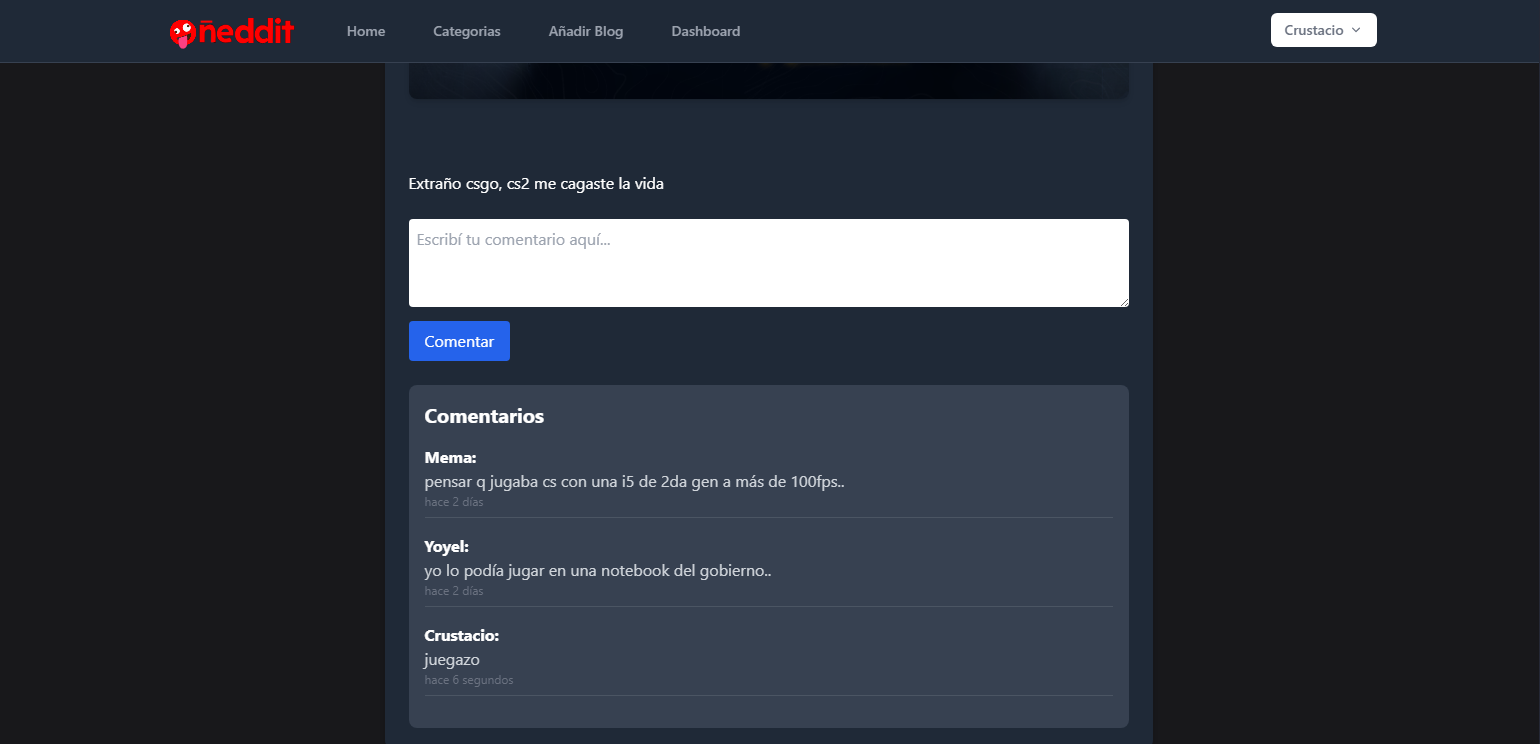 ñeddit
Home Categorias Añadir Blog Dashboard Crustacio
Extraño csgo, cs2 me cagaste la vida
Escribí tu comentario aquí...
Comentar
Comentarios
Mema:
pensar q jugaba cs con una i5 de 2da gen a más de 100fps..
hace 2 días
Yoyel:
yo lo podía jugar en una notebook del gobierno..
hace 2 días
Crustacio:
juegazo
hace 6 segundos